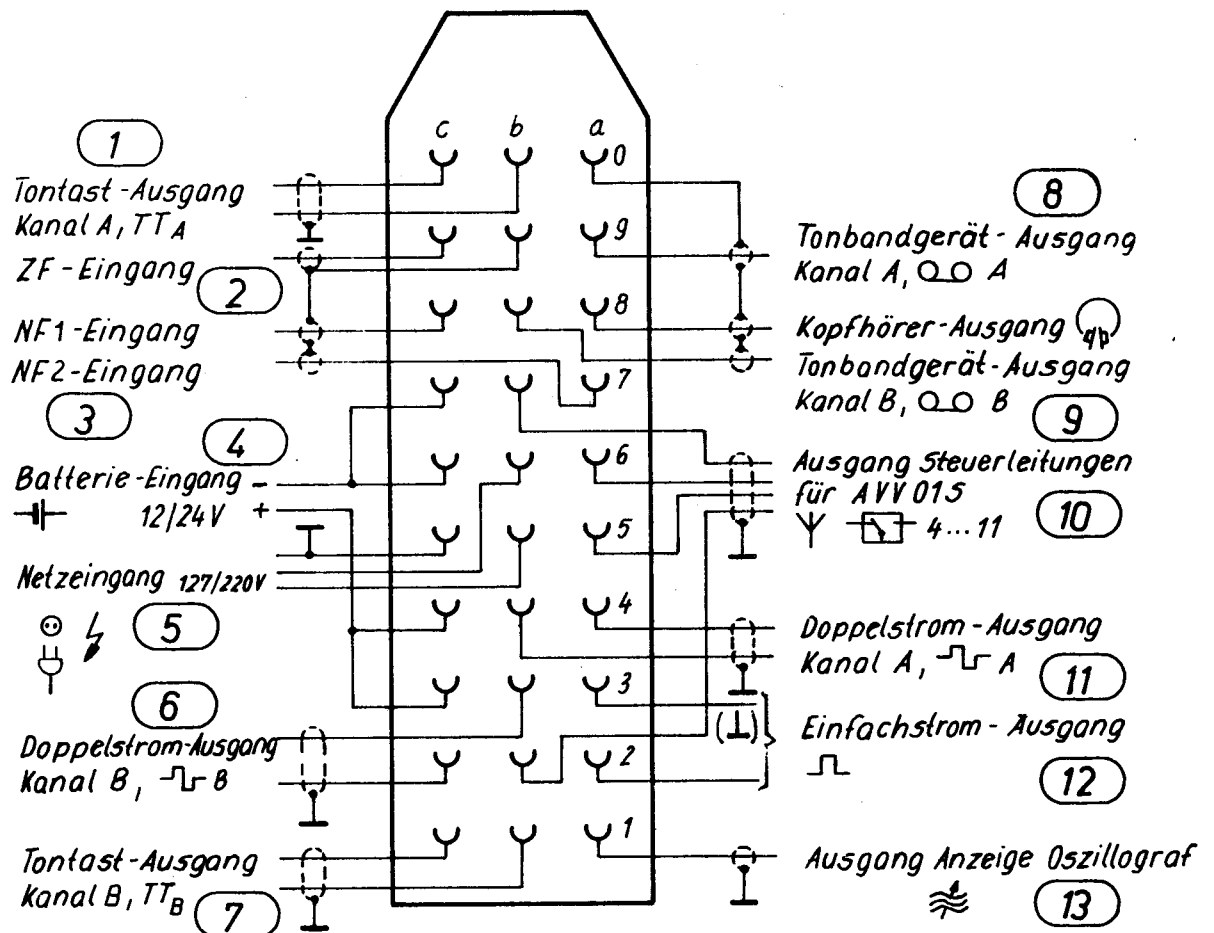 c b a
0
9
8
7
6
5
4
3
2
1
1
Tontast-Ausgang
Kanal A, TT A
ZF-Eingang
2
NF1-Eingang
NF2-Eingang
3
4
Batterie-Eingang -
12/24V +
Netzeingang 127/220V
5
6
Doppelstrom-Ausgang
Kanal B, B
Tontast-Ausgang
Kanal B, TT B
7
8
Tonbandgerät-Ausgang
Kanal A, A
Kopfhörer-Ausgang
Tonbandgerät-Ausgang
Kanal B, B
9
Ausgang Steuerleitungen
für AVV 01S
4...11
10
Doppelstrom-Ausgang
Kanal A, A
11
Einfachstrom-Ausgang
12
Ausgang Anzeige Oszillograf
13